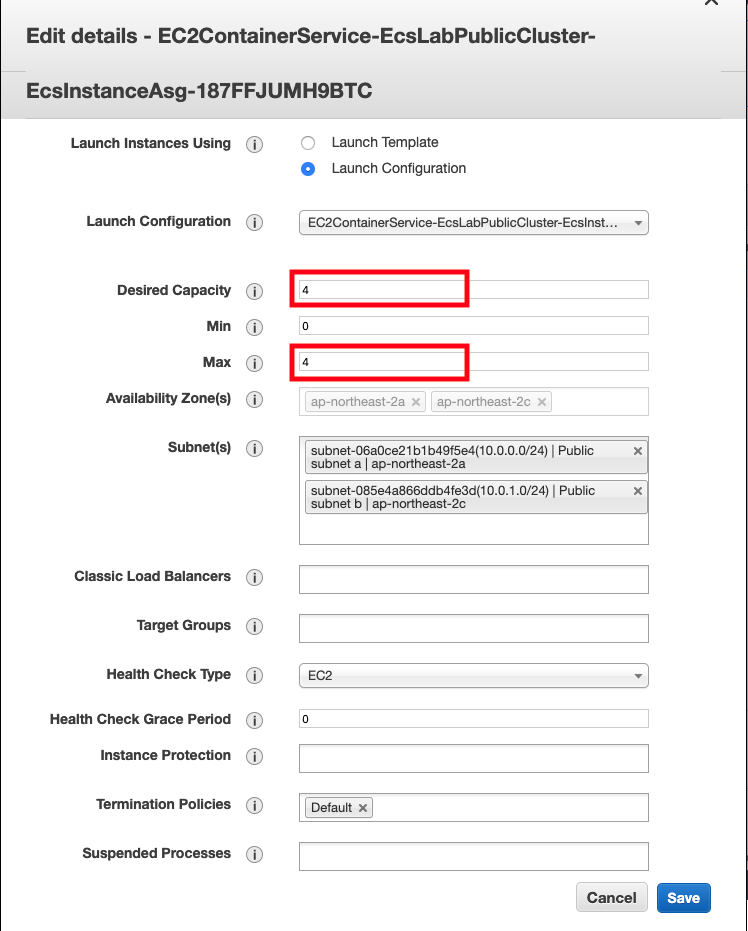 Edit details - EC2ContainerService-EcsLabPublicCluster-
EcsInstanceAsg-187FFJUMH9BTC
Launch Instances Using i Launch Template
Launch Configuration
Launch Configuration i EC2ContainerService-EcsLabPublicCluster-EcsInst...
Desired Capacity i 4
Min i 0
Max i 4
Availability Zone(s) i ap-northeast-2a × ap-northeast-2c ×
Subnet(s) i subnet-06a0ce21b1b49f5e4(10.0.0.0/24) | Public ×
subnet a | ap-northeast-2a
subnet-085e4a866ddb4fe3d(10.0.1.0/24) | Public ×
subnet b | ap-northeast-2c
Classic Load Balancers i
Target Groups i
Health Check Type i EC2
Health Check Grace Period i 0
Instance Protection i
Termination Policies i Default ×
Suspended Processes i
Cancel Save